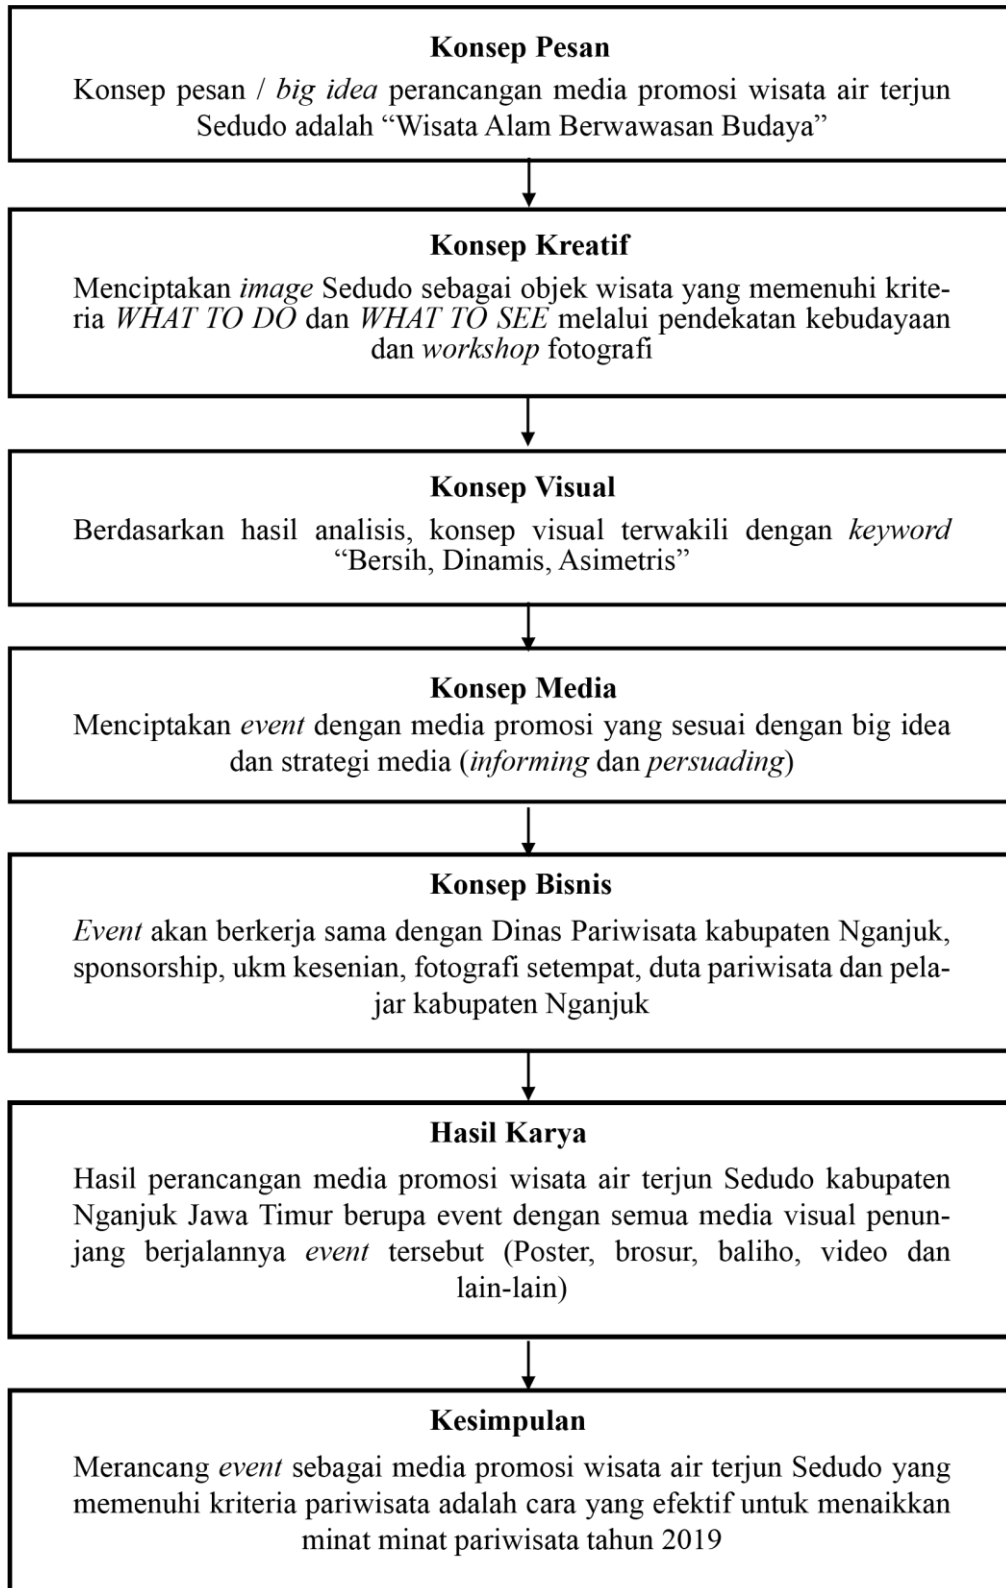 Konsep Pesan
Konsep pesan / big idea perancangan media promosi wisata air terjun
Sedudo adalah “Wisata Alam Berwawasan Budaya”
Konsep Kreatif
Menciptakan image Sedudo sebagai objek wisata yang memenuhi krite-
ria WHAT TO DO dan WHAT TO SEE melalui pendekatan kebudayaan
dan workshop fotografi
Konsep Visual
Berdasarkan hasil analisis, konsep visual terwakili dengan keyword
“Bersih, Dinamis, Asimetris”
Konsep Media
Menciptakan event dengan media promosi yang sesuai dengan big idea
dan strategi media (informing dan persuading)
Konsep Bisnis
Event akan berkerja sama dengan Dinas Pariwisata kabupaten Nganjuk,
sponsorship, ukm kesenian, fotografi setempat, duta pariwisata dan pela-
jar kabupaten Nganjuk
Hasil Karya
Hasil perancangan media promosi wisata air terjun Sedudo kabupaten
Nganjuk Jawa Timur berupa event dengan semua media visual penun-
jang berjalannya event tersebut (Poster, brosur, baliho, video dan
lain-lain)
Kesimpulan
Merancang event sebagai media promosi wisata air terjun Sedudo yang
memenuhi kriteria pariwisata adalah cara yang efektif untuk menaikkan
minat minat pariwisata tahun 2019